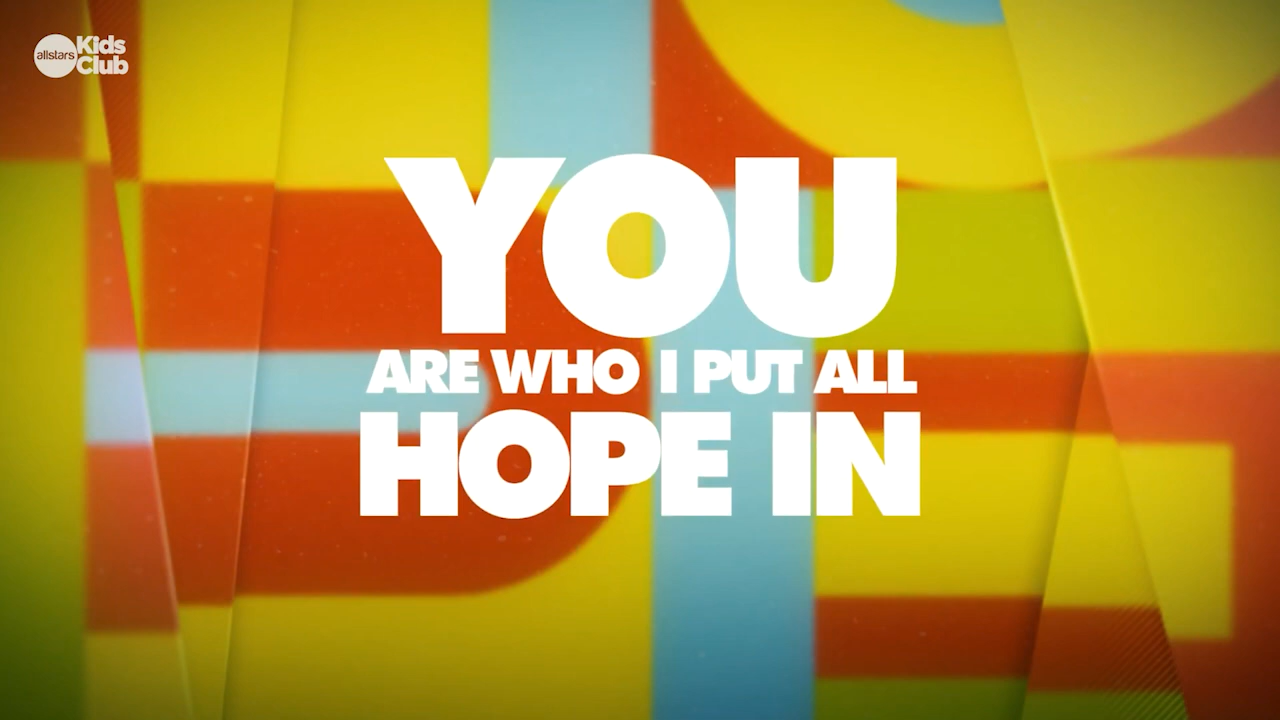 allstars
Kids
Club
YOU
ARE WHO I PUT ALL
HOPE IN